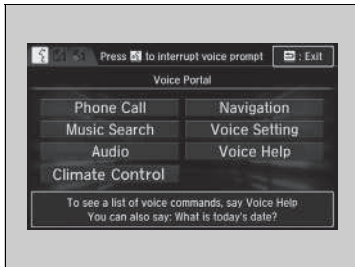 Press to interrupt voice prompt : Exit
Voice Portal
Phone Call Navigation
Music Search Voice Setting
Audio Voice Help
Climate Control
To see a list of voice commands, say Voice Help
You can also say: What is today's date?